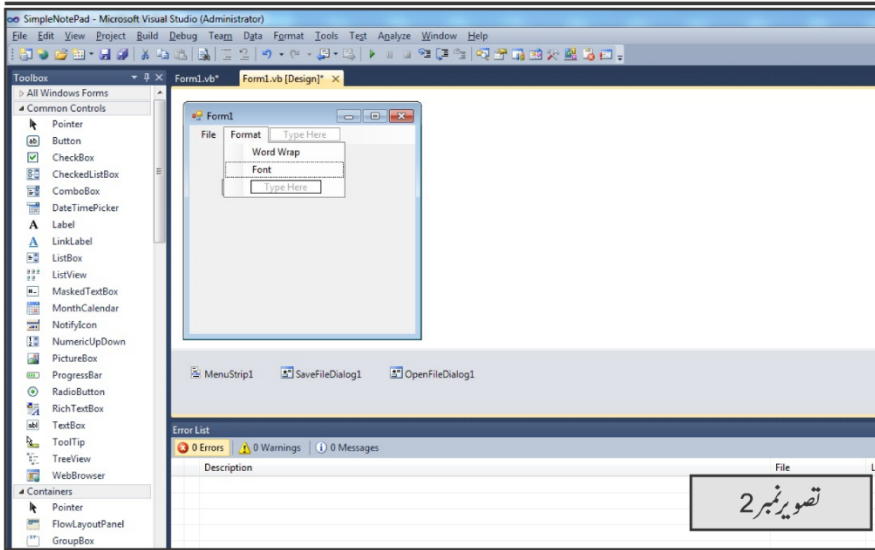 SimpleNotePad - Microsoft Visual Studio (Administrator)
File Edit View Project Build Debug Team Data Format Tools Test Analyze Window Help
Toolbox
Form1.vb*
Form1.vb [Design]*
All Windows Forms
Common Controls
Pointer
Button
CheckBox
CheckedListBox
ComboBox
DateTimePicker
Label
LinkLabel
ListBox
ListView
MaskedTextBox
MonthCalendar
NotifyIcon
NumericUpDown
PictureBox
ProgressBar
RadioButton
RichTextBox
TextBox
ToolTip
TreeView
WebBrowser
Containers
Pointer
FlowLayoutPanel
GroupBox
Form1
File Format Type Here
Word Wrap
Font
Type Here
MenuStrip1 SaveFileDialog1 OpenFileDialog1
Error List
0 Errors 0 Warnings 0 Messages
Description File L
تصویر نمبر 2